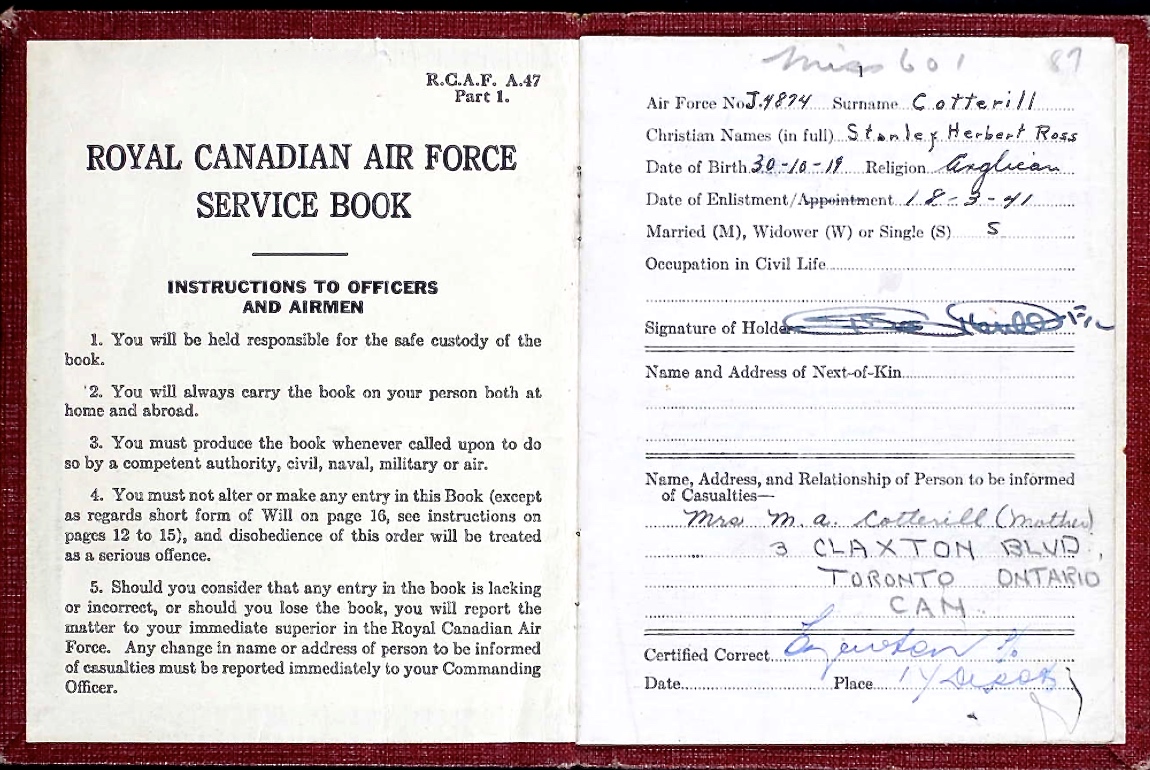 R.C.A.F. A.47
Part 1.
ROYAL CANADIAN AIR FORCE
SERVICE BOOK
INSTRUCTIONS TO OFFICERS
AND AIRMEN
1. You will be held responsible for the safe custody of the
book.
2. You will always carry the book on your person both at
home and abroad.
3. You must produce the book whenever called upon to do
so by a competent authority, civil, naval, military or air.
4. You must not alter or make any entry in this Book (except
as regards short form of Will on page 16, see instructions on
pages 12 to 15), and disobedience of this order will be treated
as a serious offence.
5. Should you consider that any entry in the book is lacking
or incorrect, or should you lose the book, you will report the
matter to your immediate superior in the Royal Canadian Air
Force. Any change in name or address of person to be informed
of casualties must be reported immediately to your Commanding
Officer.
1
Air Force No J.4874 Surname Cotterill
Christian Names (in full) Stanley Herbert Ross
Date of Birth 30-10-19 Religion Anglican
Date of Enlistment/Appointment 18-3-41
Married (M), Widower (W) or Single (S) S
Occupation in Civil Life
Signature of Holder
Name and Address of Next-of-Kin
Name, Address, and Relationship of Person to be informed
of Casualties—
Mrs M. a. Cotterill (Mother)
3 CLAXTON BLVD,
TORONTO ONTARIO
CAN.
Certified Correct
Date Place